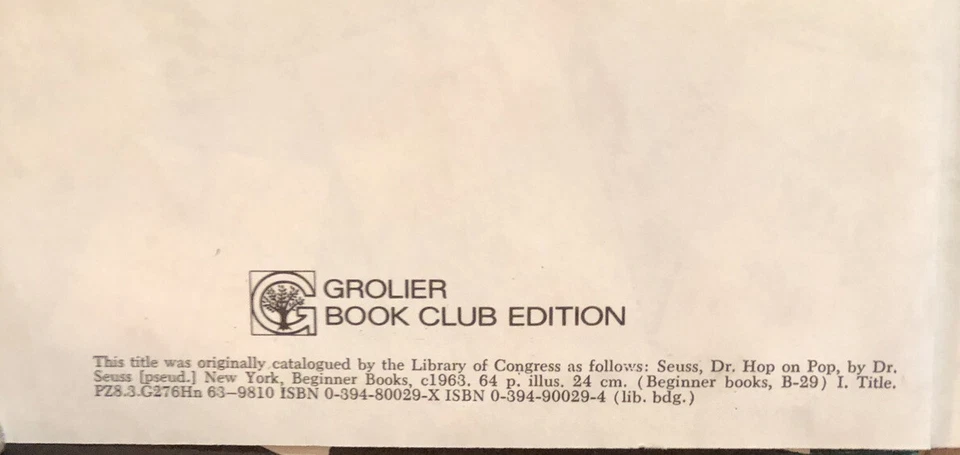 GROLIER
BOOK CLUB EDITION
This title was originally catalogued by the Library of Congress as follows: Seuss, Dr. Hop on Pop, by Dr.
Seuss [pseud.] New York, Beginner Books, c1963. 64 p. illus. 24 cm. (Beginner books, B-29) I. Title.
PZ8.3.G276Hn 63–9810 ISBN 0-394-80029-X ISBN 0-394-90029-4 (lib. bdg.)